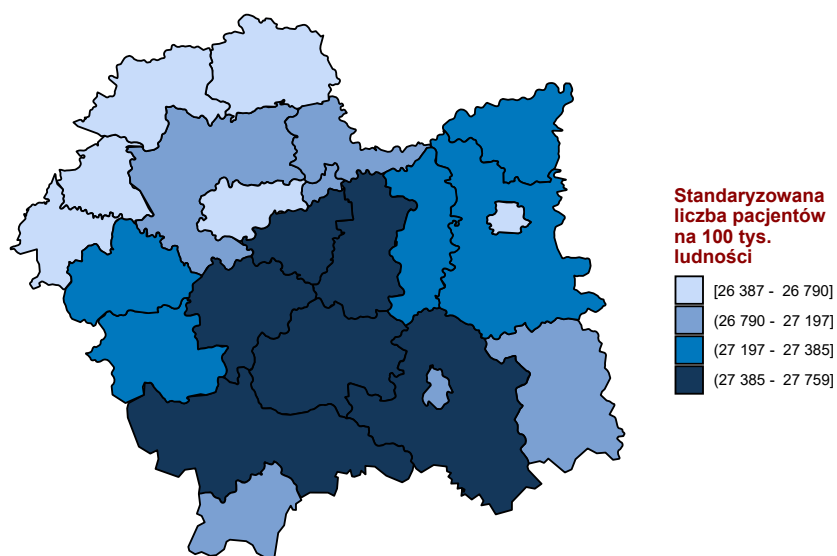 Standaryzowana
liczba pacjentów
na 100 tys.
ludności
[26 387 - 26 790]
(26 790 - 27 197]
(27 197 - 27 385]
(27 385 - 27 759]